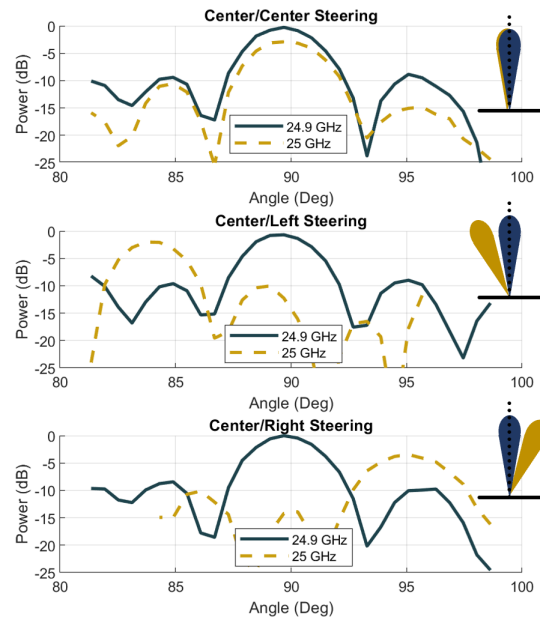 Center/Center Steering
0
-5
-10
-15
-20
-25
Power (dB)
24.9 GHz
25 GHz
80 85 90 95 100
Angle (Deg)
Center/Left Steering
0
-5
-10
-15
-20
-25
Power (dB)
24.9 GHz
25 GHz
80 85 90 95 100
Angle (Deg)
Center/Right Steering
0
-5
-10
-15
-20
-25
Power (dB)
24.9 GHz
25 GHz
80 85 90 95 100
Angle (Deg)